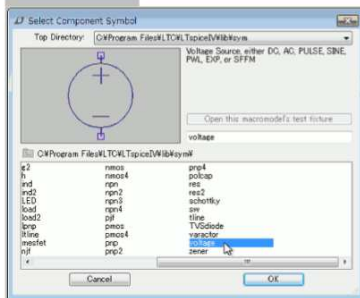 Select Component Symbol
Top Directory: C:¥Program Files¥LTC¥LTspiceIV¥lib¥sym
Voltage Source, either DC, AC, PULSE, SINE,
PWL, EXP, or SFFM
Open this macromodel's test fixture
voltage
C:¥Program Files¥LTC¥LTspiceIV¥lib¥sym¥
g2 nmos pnp4
h nmos4 polcap
ind npn res
ind2 npn2 res2
LED npn3 schottky
load npn4 sw
load2 pjf tline
lpnp pmos TVSdiode
ltline pmos4 varactor
mesfet pnp voltage
njf pnp2 zener
Cancel OK